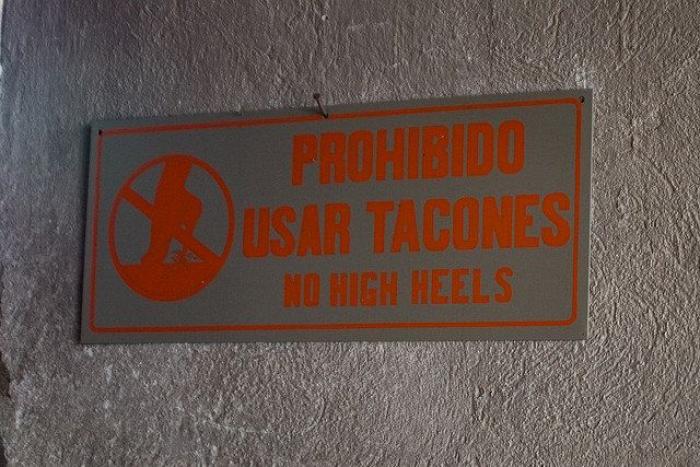 PROHIBIDO
USAR TACONES
NO HIGH HEELS